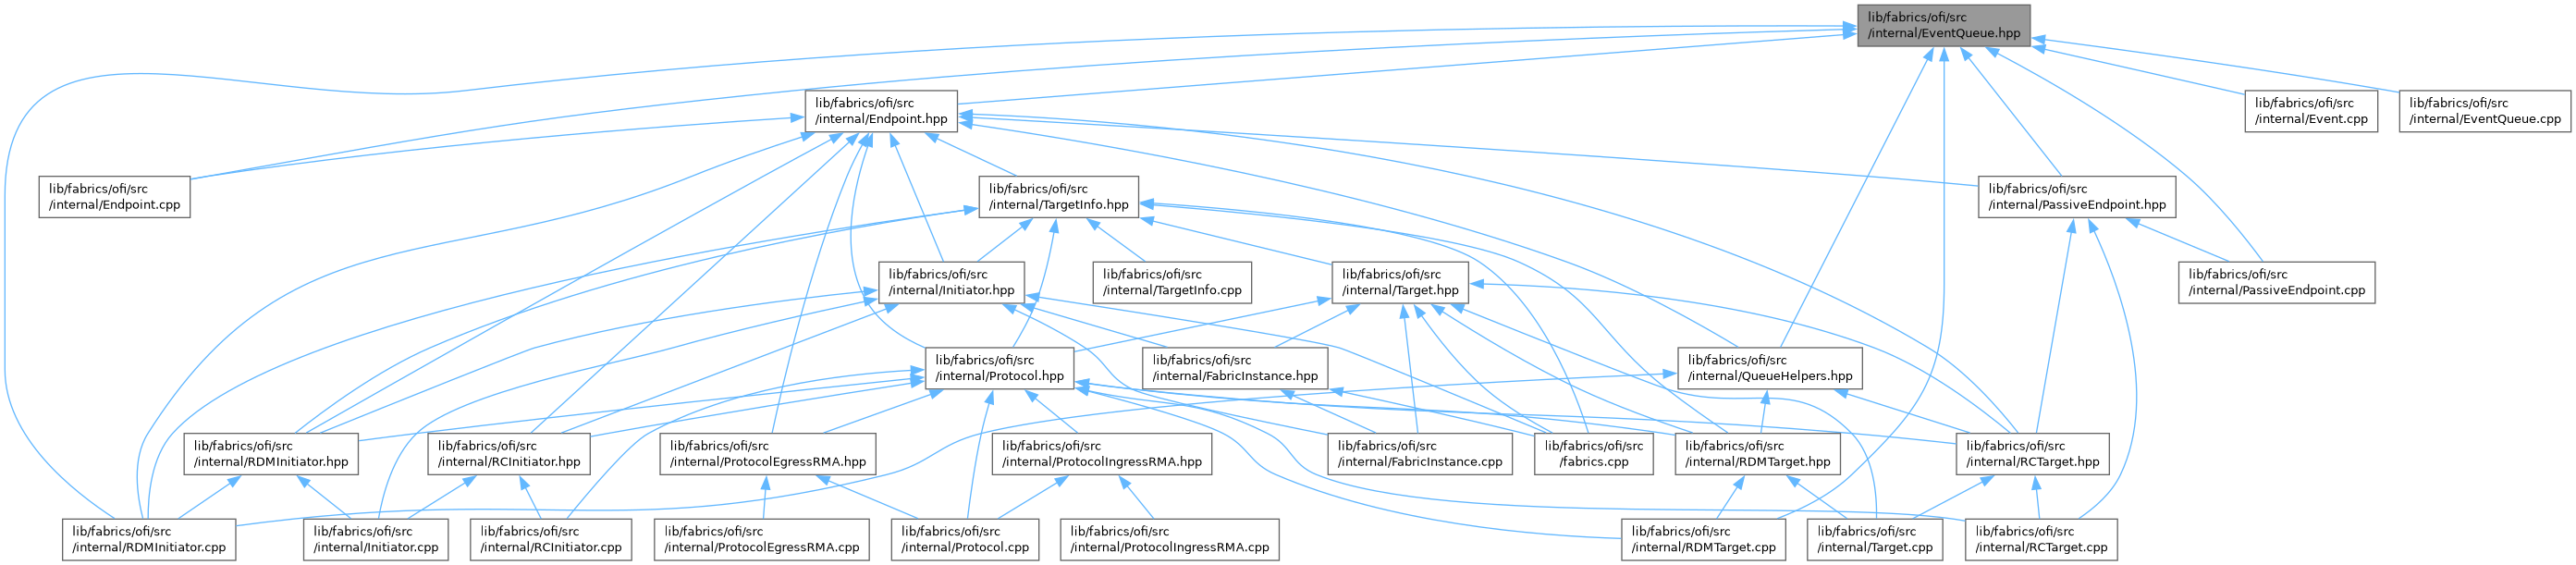 lib/fabrics/ofi/src
/internal/EventQueue.hpp
lib/fabrics/ofi/src
/internal/Endpoint.hpp
lib/fabrics/ofi/src
/internal/Event.cpp
lib/fabrics/ofi/src
/internal/EventQueue.cpp
lib/fabrics/ofi/src
/internal/Endpoint.cpp
lib/fabrics/ofi/src
/internal/TargetInfo.hpp
lib/fabrics/ofi/src
/internal/PassiveEndpoint.hpp
lib/fabrics/ofi/src
/internal/Initiator.hpp
lib/fabrics/ofi/src
/internal/TargetInfo.cpp
lib/fabrics/ofi/src
/internal/Target.hpp
lib/fabrics/ofi/src
/internal/PassiveEndpoint.cpp
lib/fabrics/ofi/src
/internal/Protocol.hpp
lib/fabrics/ofi/src
/internal/FabricInstance.hpp
lib/fabrics/ofi/src
/internal/QueueHelpers.hpp
lib/fabrics/ofi/src
/internal/RDMInitiator.hpp
lib/fabrics/ofi/src
/internal/RCInitiator.hpp
lib/fabrics/ofi/src
/internal/ProtocolEgressRMA.hpp
lib/fabrics/ofi/src
/internal/ProtocolIngressRMA.hpp
lib/fabrics/ofi/src
/internal/FabricInstance.cpp
lib/fabrics/ofi/src
/fabrics.cpp
lib/fabrics/ofi/src
/internal/RDMTarget.hpp
lib/fabrics/ofi/src
/internal/RCTarget.hpp
lib/fabrics/ofi/src
/internal/RDMInitiator.cpp
lib/fabrics/ofi/src
/internal/Initiator.cpp
lib/fabrics/ofi/src
/internal/RCInitiator.cpp
lib/fabrics/ofi/src
/internal/ProtocolEgressRMA.cpp
lib/fabrics/ofi/src
/internal/Protocol.cpp
lib/fabrics/ofi/src
/internal/ProtocolIngressRMA.cpp
lib/fabrics/ofi/src
/internal/RDMTarget.cpp
lib/fabrics/ofi/src
/internal/Target.cpp
lib/fabrics/ofi/src
/internal/RCTarget.cpp